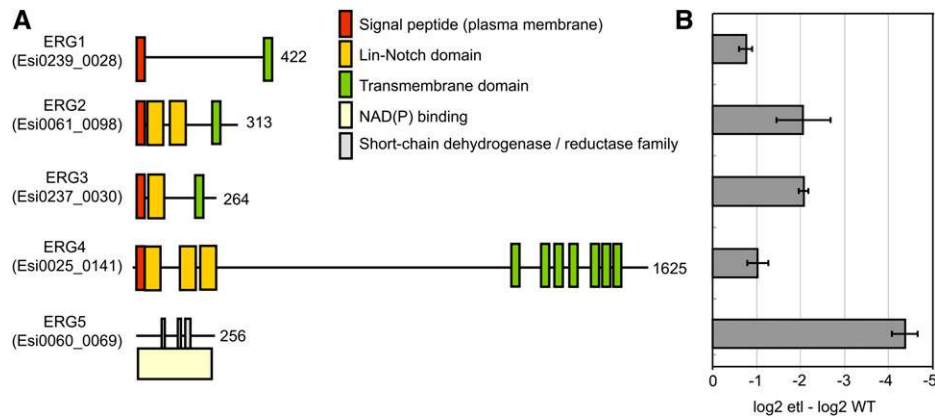 A
ERG1
(Esi0239_0028)
422
ERG2
(Esi0061_0098)
313
ERG3
(Esi0237_0030)
264
ERG4
(Esi0025_0141)
1625
ERG5
(Esi0060_0069)
256
Signal peptide (plasma membrane)
Lin-Notch domain
Transmembrane domain
NAD(P) binding
Short-chain dehydrogenase / reductase family
B
0 -1 -2 -3 -4 -5
log2 etl - log2 WT